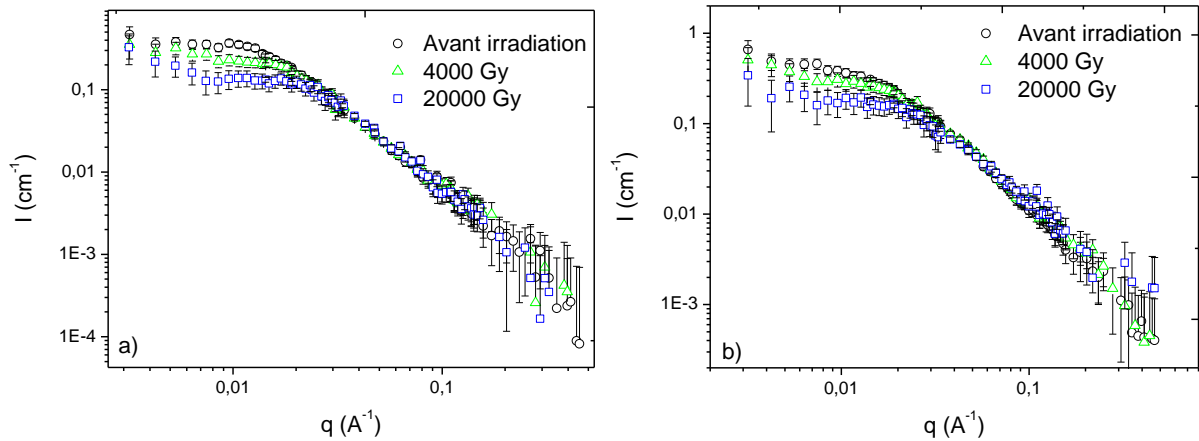 Avant irradiation
4000 Gy
20000 Gy
0,1
0,01
1E-3
1E-4
I (cm-1)
a)
0,01
0,1
q (A-1)
Avant irradiation
4000 Gy
20000 Gy
1
0,1
0,01
1E-3
I (cm-1)
b)
0,01
0,1
q (A-1)